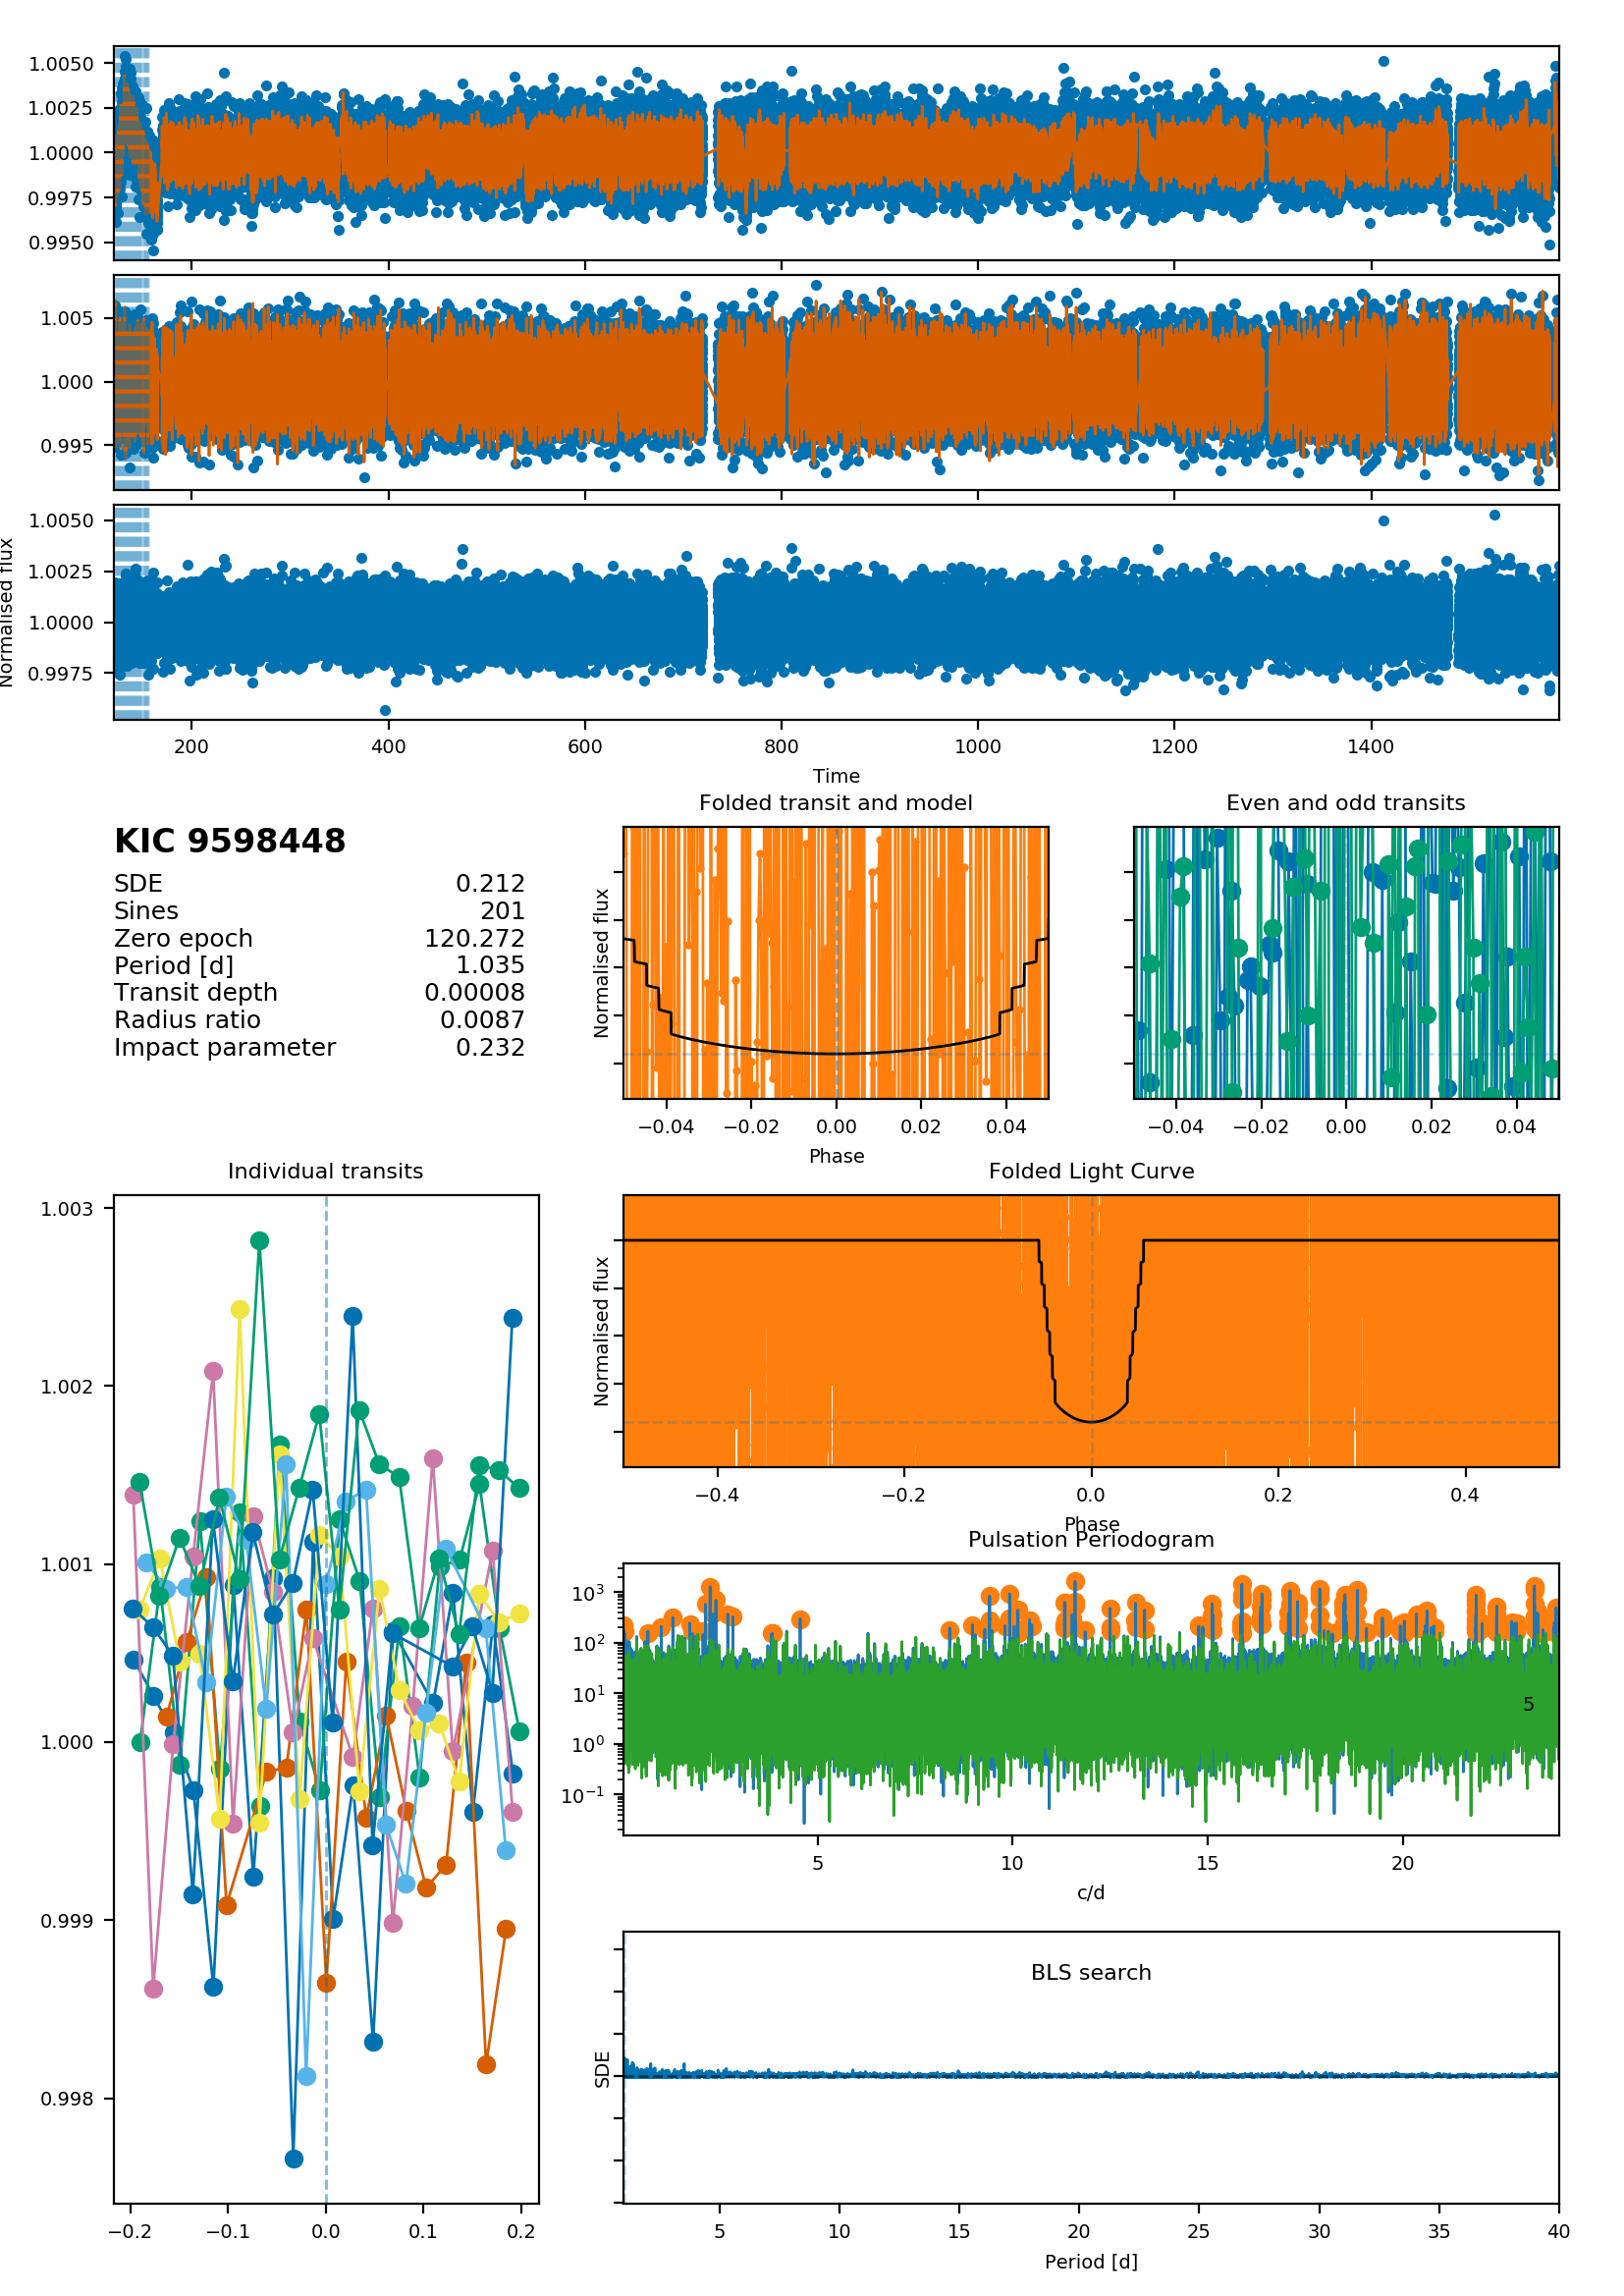 1.0050
1.0025
1.0000
0.9975
0.9950
1.005
1.000
0.995
1.0050
1.0025
1.0000
0.9975
Normalised flux
200 400 600 800 1000 1200 1400
Time
KIC 9598448
SDE 0.212
Sines 201
Zero epoch 120.272
Period [d] 1.035
Transit depth 0.00008
Radius ratio 0.0087
Impact parameter 0.232
Folded transit and model
Normalised flux
−0.04 −0.02 0.00 0.02 0.04
Phase
Even and odd transits
−0.04 −0.02 0.00 0.02 0.04
Individual transits
1.003
1.002
1.001
1.000
0.999
0.998
−0.2 −0.1 0.0 0.1 0.2
Folded Light Curve
Normalised flux
−0.4 −0.2 0.0 0.2 0.4
Phase
Pulsation Periodogram
10³
10²
10¹
10⁰
10⁻¹
5
5 10 15 20
c/d
BLS search
SDE
5 10 15 20 25 30 35 40
Period [d]